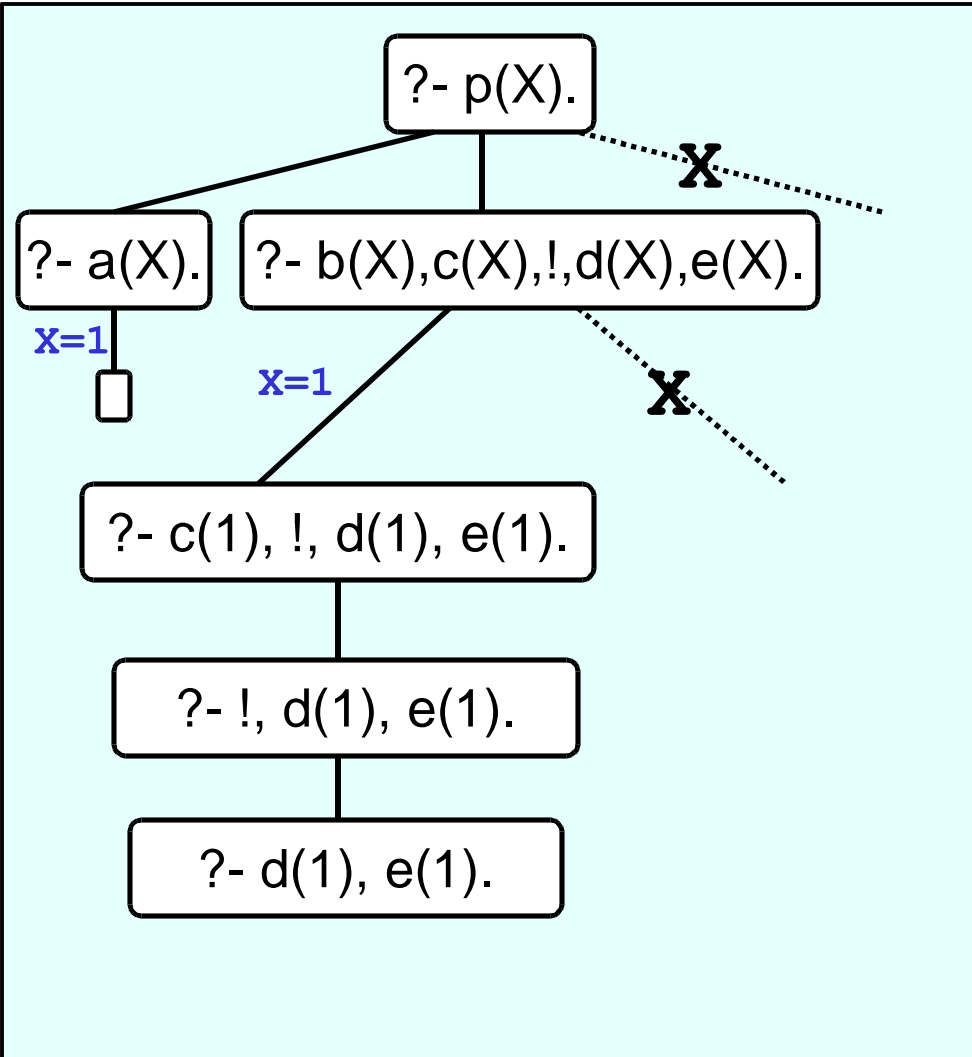 ?- p(X).
X
?- a(X).
?- b(X),c(X),!,d(X),e(X).
X=1
X=1
X
?- c(1), !, d(1), e(1).
?- !, d(1), e(1).
?- d(1), e(1).